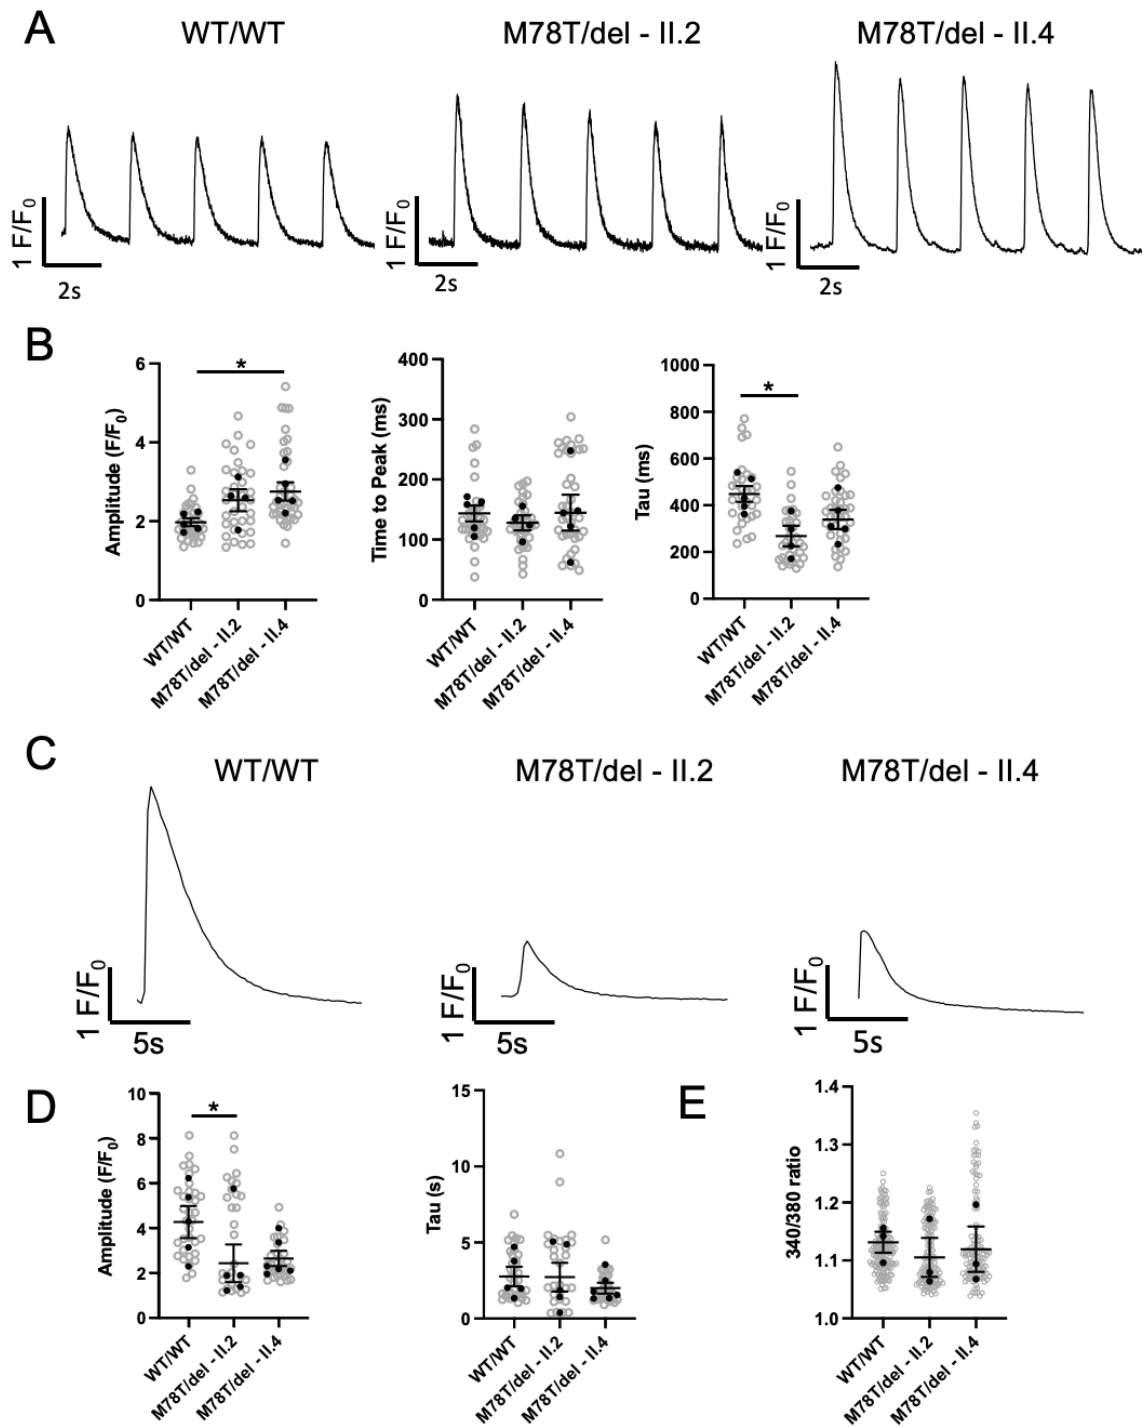 A
WT/WT
M78T/del - II.2
M78T/del - II.4
1 F/F0
2s
1 F/F0
2s
1 F/F0
2s
B
Amplitude (F/F0)
6
4
2
0
*
WT/WT
M78T/del - II.2
M78T/del - II.4
Time to Peak (ms)
400
300
200
100
0
WT/WT
M78T/del - II.2
M78T/del - II.4
Tau (ms)
1000
800
600
400
200
0
*
WT/WT
M78T/del - II.2
M78T/del - II.4
C
WT/WT
M78T/del - II.2
M78T/del - II.4
1 F/F0
5s
1 F/F0
5s
1 F/F0
5s
D
Amplitude (F/F0)
10
8
6
4
2
0
*
WT/WT
M78T/del - II.2
M78T/del - II.4
Tau (s)
15
10
5
0
WT/WT
M78T/del - II.2
M78T/del - II.4
E
340/380 ratio
1.4
1.3
1.2
1.1
1.0
WT/WT
M78T/del - II.2
M78T/del - II.4